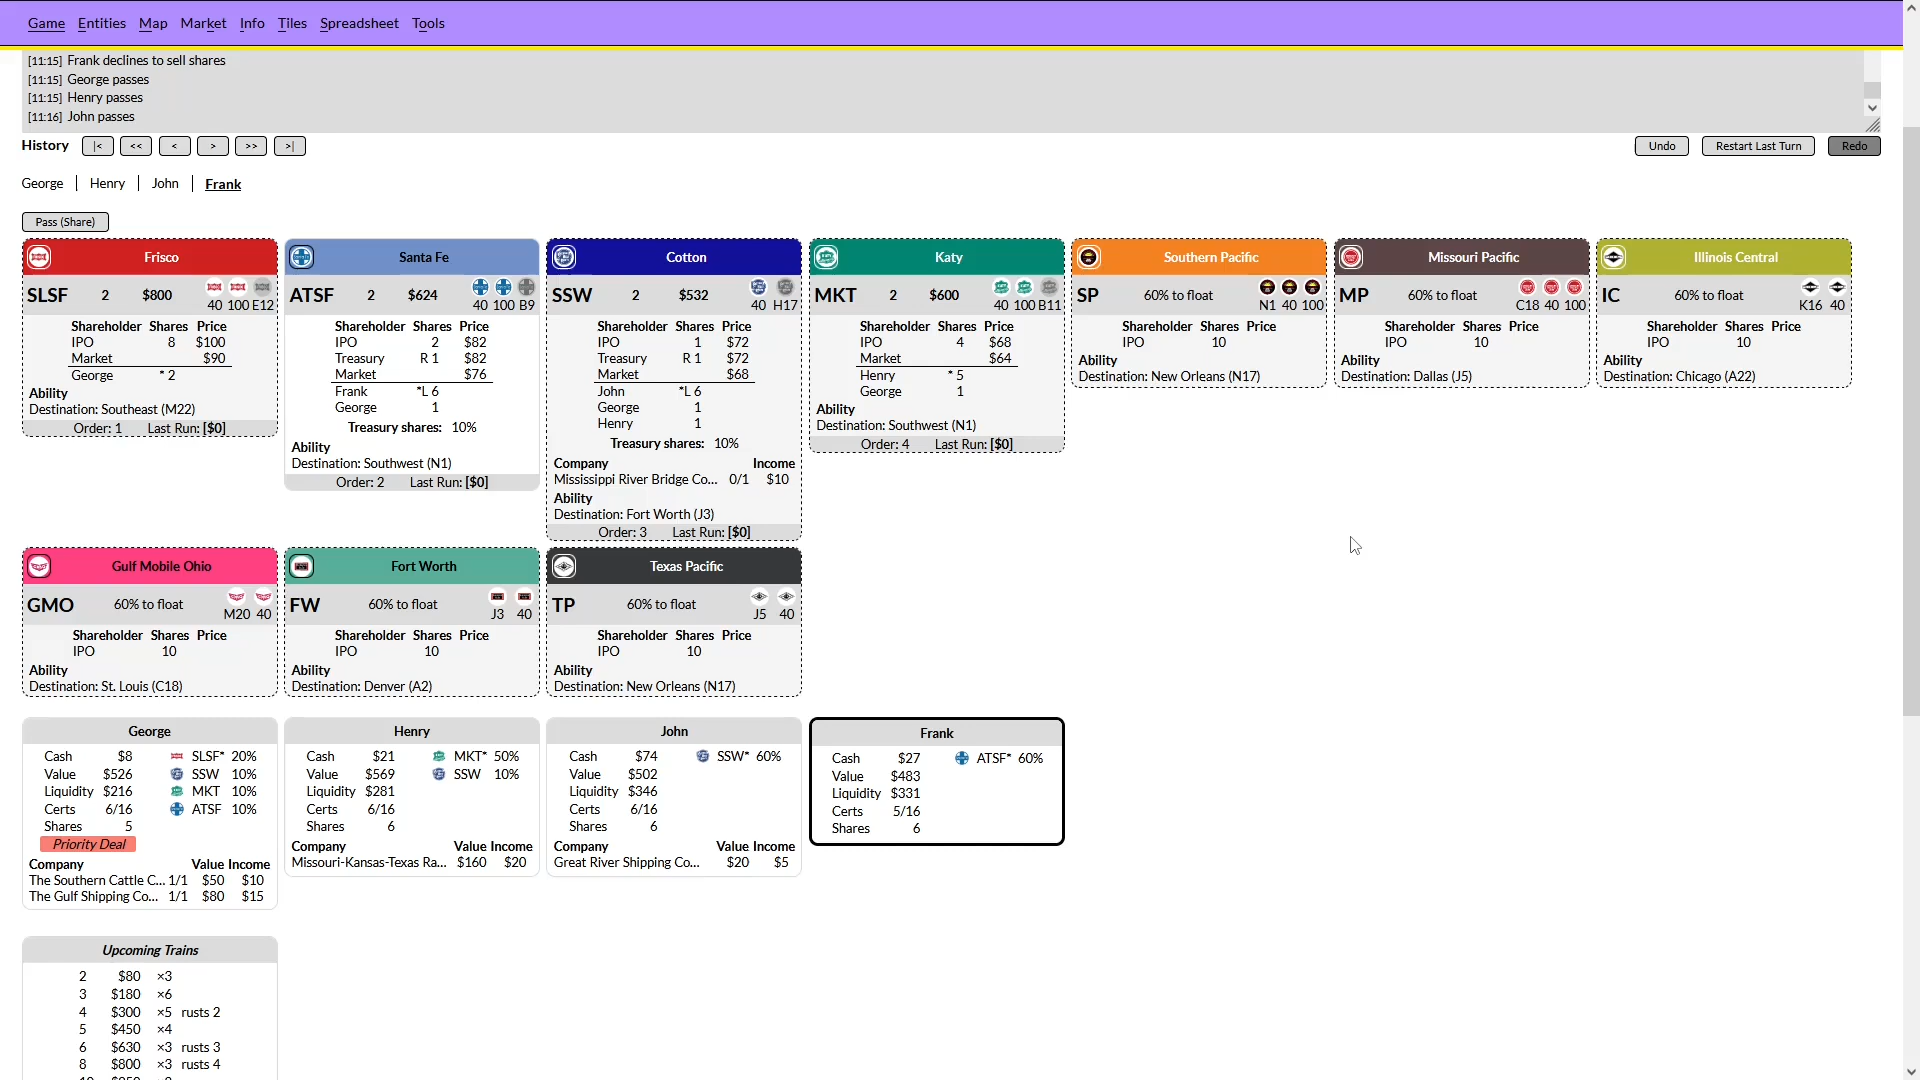 Game Entities Map Market Info Tiles Spreadsheet Tools
[11:15] Frank declines to sell shares
[11:15] George passes
[11:15] Henry passes
[11:16] John passes
History |< << < > >> >| Undo Restart Last Turn Redo
George Henry John Frank
Pass (Share)
Frisco
SLSF 2 $800 40 100 E12
Shareholder Shares Price
IPO 8 $100
Market $90
George * 2
Ability
Destination: Southeast (M22)
Order: 1 Last Run: [$0]
Santa Fe
ATSF 2 $624 40 100 B9
Shareholder Shares Price
IPO 2 $82
Treasury R 1 $82
Market $76
Frank *L 6
George 1
Treasury shares: 10%
Ability
Destination: Southwest (N1)
Order: 2 Last Run: [$0]
Cotton
SSW 2 $532 40 H17
Shareholder Shares Price
IPO 1 $72
Treasury R 1 $72
Market $68
John *L 6
George 1
Henry 1
Treasury shares: 10%
Company Income
Mississippi River Bridge Co... 0/1 $10
Ability
Destination: Fort Worth (J3)
Order: 3 Last Run: [$0]
Katy
MKT 2 $600 40 100 B11
Shareholder Shares Price
IPO 4 $68
Market $64
Henry * 5
George 1
Ability
Destination: Southwest (N1)
Order: 4 Last Run: [$0]
Southern Pacific
SP 60% to float N1 40 100
Shareholder Shares Price
IPO 10
Ability
Destination: New Orleans (N17)
Missouri Pacific
MP 60% to float C18 40 100
Shareholder Shares Price
IPO 10
Ability
Destination: Dallas (J5)
Illinois Central
IC 60% to float K16 40
Shareholder Shares Price
IPO 10
Ability
Destination: Chicago (A22)
Gulf Mobile Ohio
GMO 60% to float M20 40
Shareholder Shares Price
IPO 10
Ability
Destination: St. Louis (C18)
Fort Worth
FW 60% to float J3 40
Shareholder Shares Price
IPO 10
Ability
Destination: Denver (A2)
Texas Pacific
TP 60% to float J5 40
Shareholder Shares Price
IPO 10
Ability
Destination: New Orleans (N17)
George
Cash $8 SLSF* 20%
Value $526 SSW 10%
Liquidity $216 MKT 10%
Certs 6/16 ATSF 10%
Shares 5
Priority Deal
Company Value Income
The Southern Cattle C... 1/1 $50 $10
The Gulf Shipping Co... 1/1 $80 $15
Henry
Cash $21 MKT* 50%
Value $569 SSW 10%
Liquidity $281
Certs 6/16
Shares 6
Company Value Income
Missouri-Kansas-Texas Ra... $160 $20
John
Cash $74 SSW* 60%
Value $502
Liquidity $346
Certs 6/16
Shares 6
Company Value Income
Great River Shipping Co... $20 $5
Frank
Cash $27 ATSF* 60%
Value $483
Liquidity $331
Certs 5/16
Shares 6
Upcoming Trains
2 $80 ×3
3 $180 ×6
4 $300 ×5 rusts 2
5 $450 ×4
6 $630 ×3 rusts 3
8 $800 ×3 rusts 4